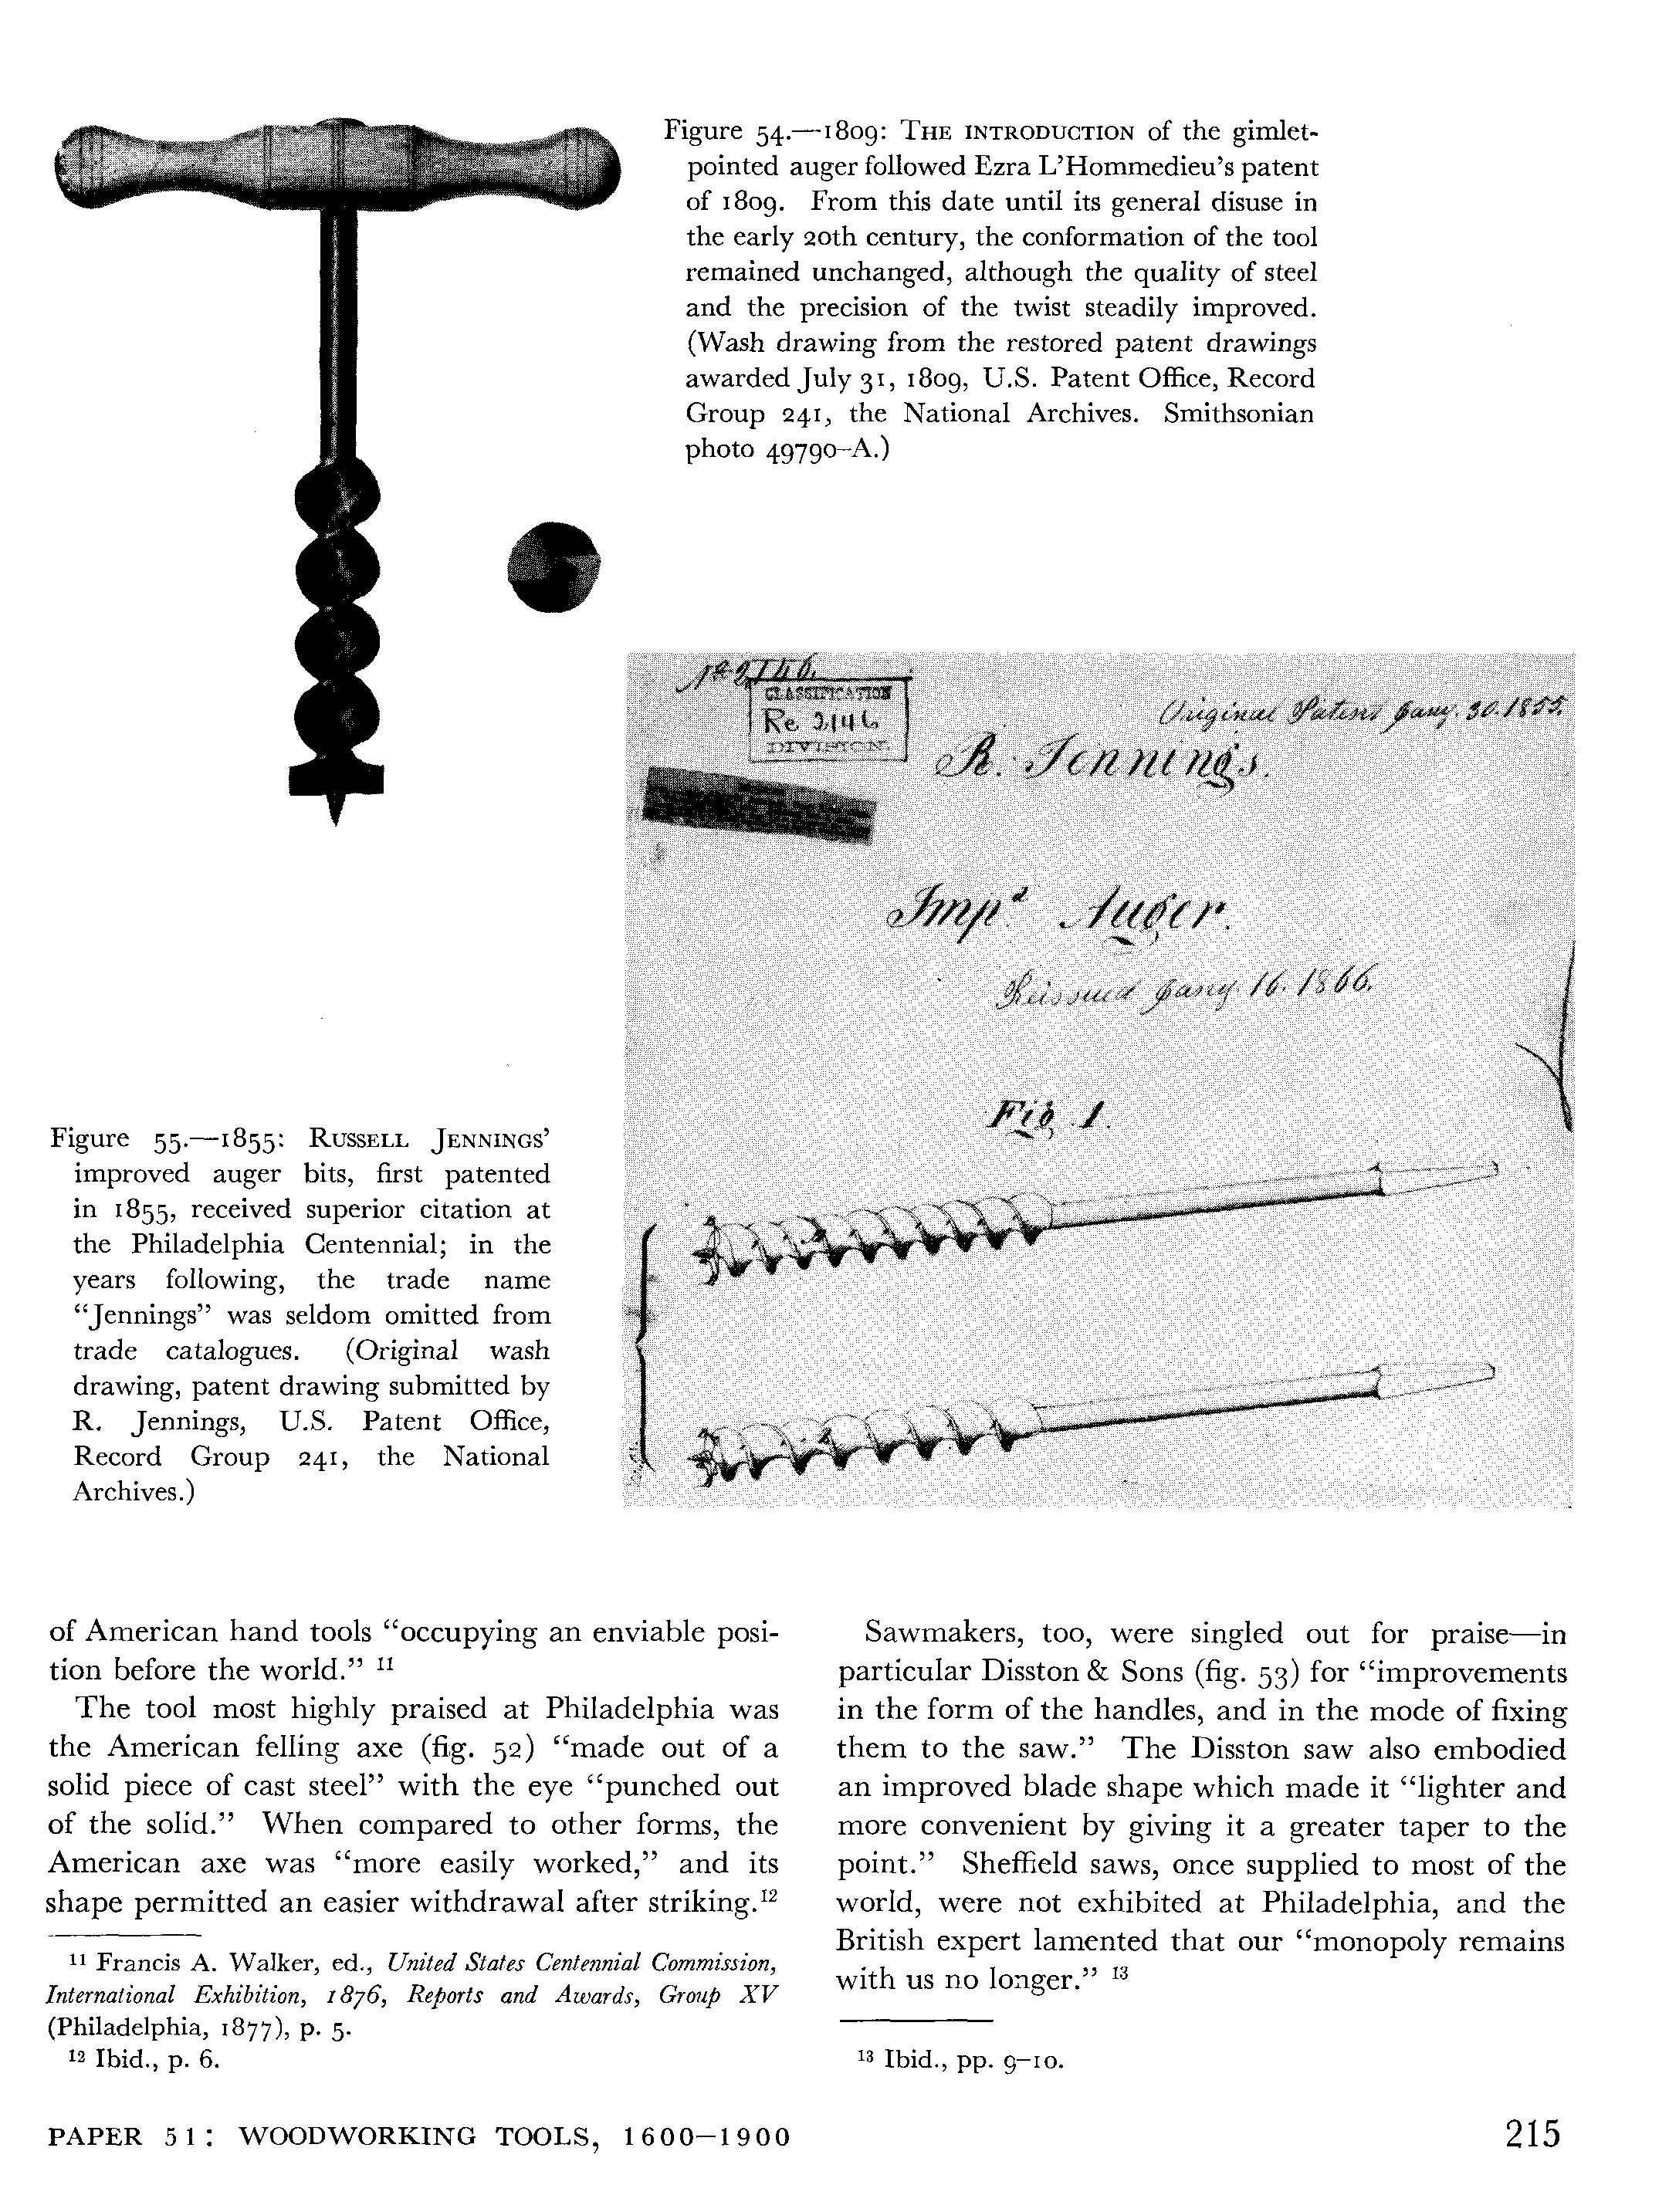 Figure 54.—1809: THE INTRODUCTION of the gimlet-
pointed auger followed Ezra L’Hommedieu’s patent
of 1809. From this date until its general disuse in
the early 20th century, the conformation of the tool
remained unchanged, although the quality of steel
and the precision of the twist steadily improved.
(Wash drawing from the restored patent drawings
awarded July 31, 1809, U.S. Patent Office, Record
Group 241, the National Archives. Smithsonian
photo 49790–A.)
No 2146.
CLASSIFICATION
Re 2146
DIVISION
Original Patent Jany. 30. 1855.
R. Jennings.
Impd Auger.
Reissued Jany 16. 1866.
Fig 1.
Figure 55.—1855: RUSSELL JENNINGS’
improved auger bits, first patented
in 1855, received superior citation at
the Philadelphia Centennial; in the
years following, the trade name
“Jennings” was seldom omitted from
trade catalogues. (Original wash
drawing, patent drawing submitted by
R. Jennings, U.S. Patent Office,
Record Group 241, the National
Archives.)
of American hand tools “occupying an enviable posi-
tion before the world.” 11
The tool most highly praised at Philadelphia was
the American felling axe (fig. 52) “made out of a
solid piece of cast steel” with the eye “punched out
of the solid.” When compared to other forms, the
American axe was “more easily worked,” and its
shape permitted an easier withdrawal after striking.12
11 Francis A. Walker, ed., United States Centennial Commission,
International Exhibition, 1876, Reports and Awards, Group XV
(Philadelphia, 1877), p. 5.
12 Ibid., p. 6.
Sawmakers, too, were singled out for praise—in
particular Disston & Sons (fig. 53) for “improvements
in the form of the handles, and in the mode of fixing
them to the saw.” The Disston saw also embodied
an improved blade shape which made it “lighter and
more convenient by giving it a greater taper to the
point.” Sheffield saws, once supplied to most of the
world, were not exhibited at Philadelphia, and the
British expert lamented that our “monopoly remains
with us no longer.” 13
13 Ibid., pp. 9–10.
PAPER 51: WOODWORKING TOOLS, 1600–1900
215